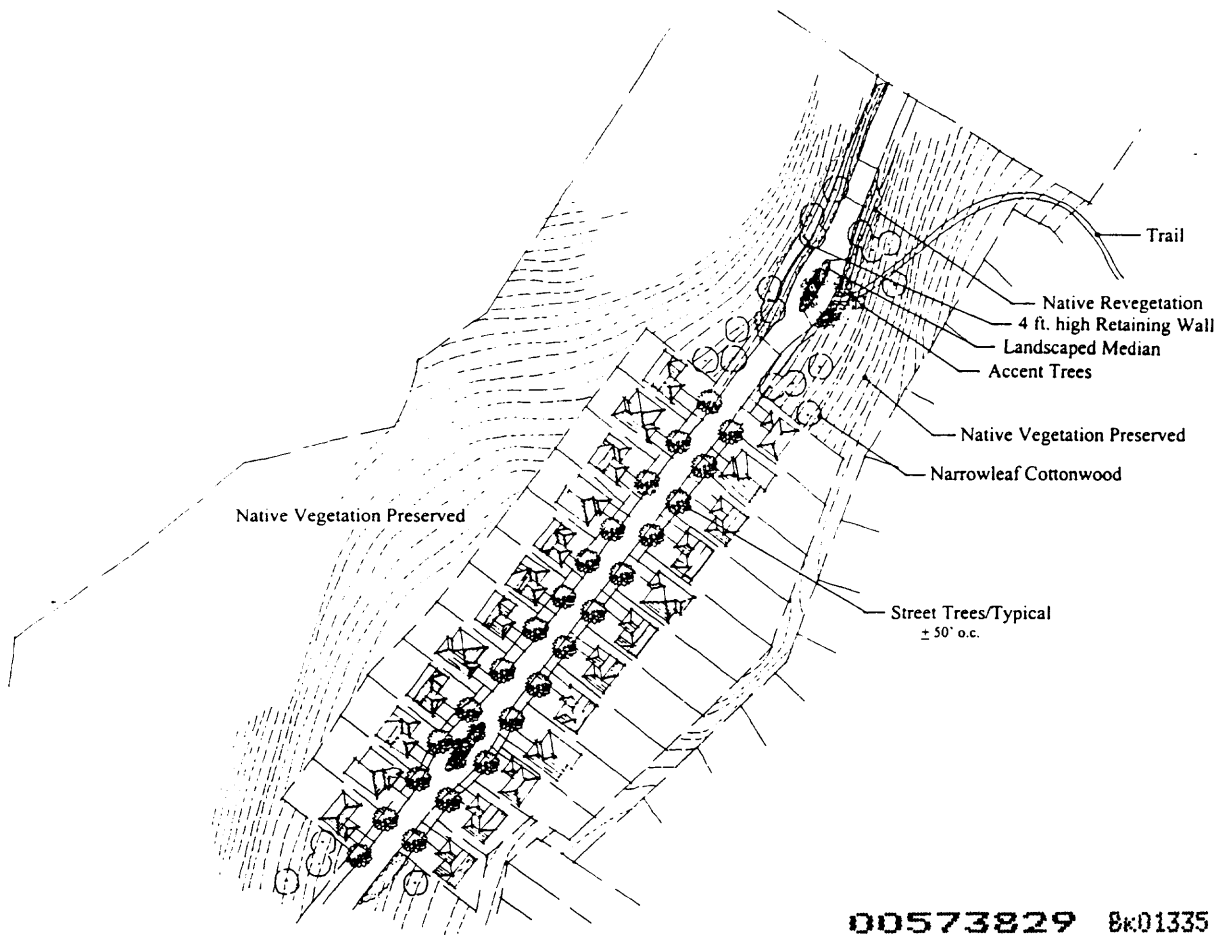 Trail
Native Revegetation
4 ft. high Retaining Wall
Landscaped Median
Accent Trees
Native Vegetation Preserved
Narrowleaf Cottonwood
Native Vegetation Preserved
Street Trees/Typical
± 50' o.c.
00573829 BK01335